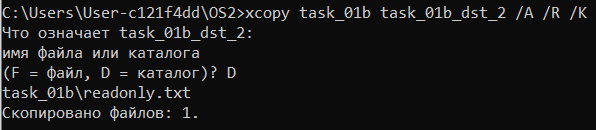 C:\Users\User-c121f4dd\OS2>xcopy task_01b task_01b_dst_2 /A /R /K
Что означает task_01b_dst_2:
имя файла или каталога
(F = файл, D = каталог)? D
task_01b\readonly.txt
Скопировано файлов: 1.